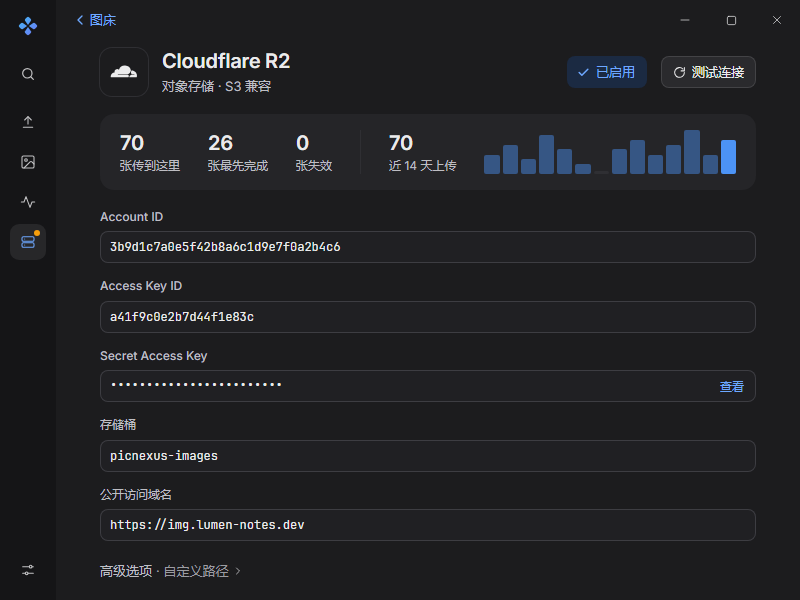 图床
Cloudflare R2
对象存储 · S3 兼容
已启用
测试连接
70
张传到这里
26
张最先完成
0
张失效
70
近 14 天上传
Account ID
3b9d1c7a0e5f42b8a6c1d9e7f0a2b4c6
Access Key ID
a41f9c0e2b7d44f1e83c
Secret Access Key
••••••••••••••••••••••••
查看
存储桶
picnexus-images
公开访问域名
https://img.lumen-notes.dev
高级选项 · 自定义路径